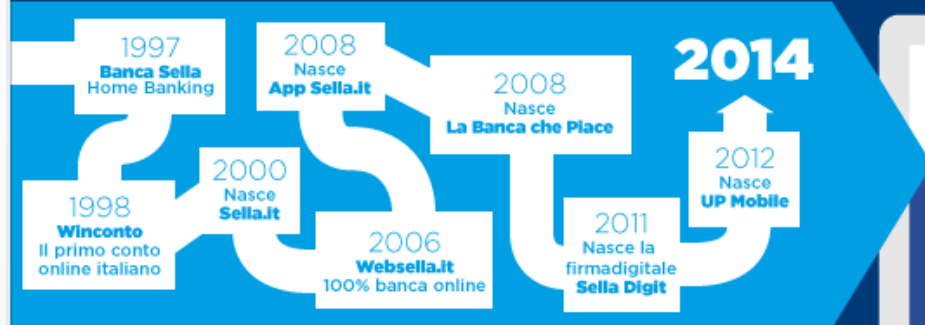 1997
Banca Sella
Home Banking
1998
Winconto
Il primo conto
online italiano
2000
Nasce
Sella.it
2006
Websella.it
100% banca online
2008
Nasce
App Sella.it
2008
Nasce
La Banca che Piace
2011
Nasce la
firmadigitale
Sella Digit
2012
Nasce
UP Mobile
2014